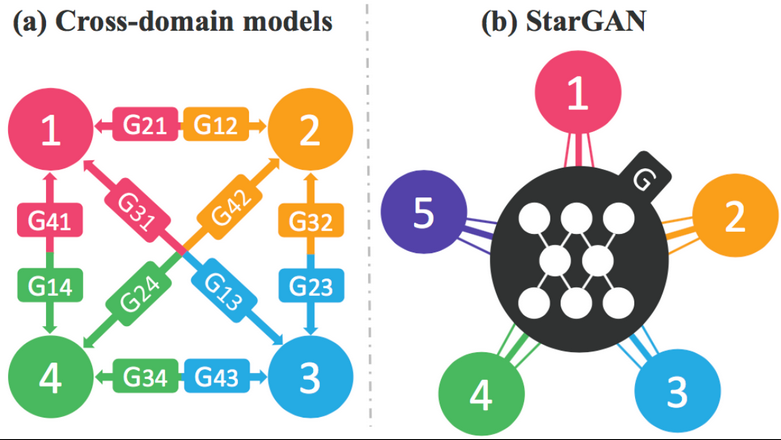 (a) Cross-domain models
1
G21
G12
2
G41
G31
G42
G32
G14
G24
G13
G23
4
G34
G43
3
(b) StarGAN
1
G
5
2
4
3